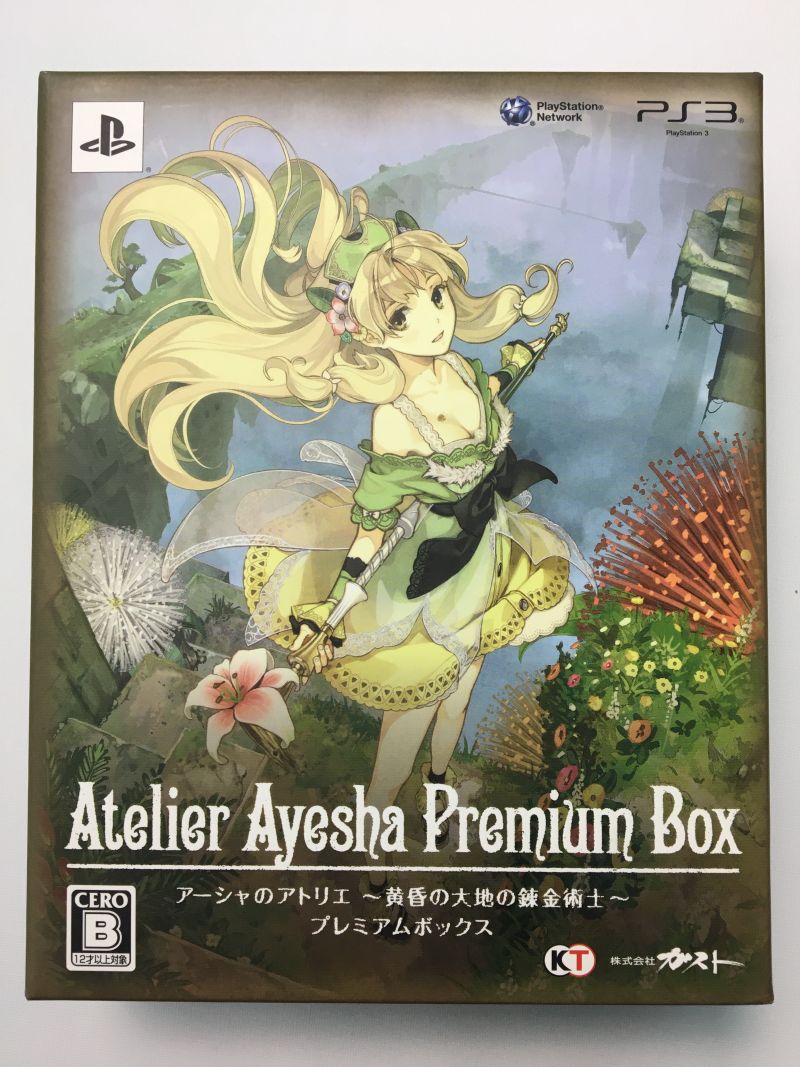 PlayStation®
Network
PS3®
PlayStation 3
Atelier Ayesha Premium Box
アーシャのアトリエ ～黄昏の大地の錬金術士～
プレミアムボックス
CERO
B
12才以上対象
KT
株式会社ガスト